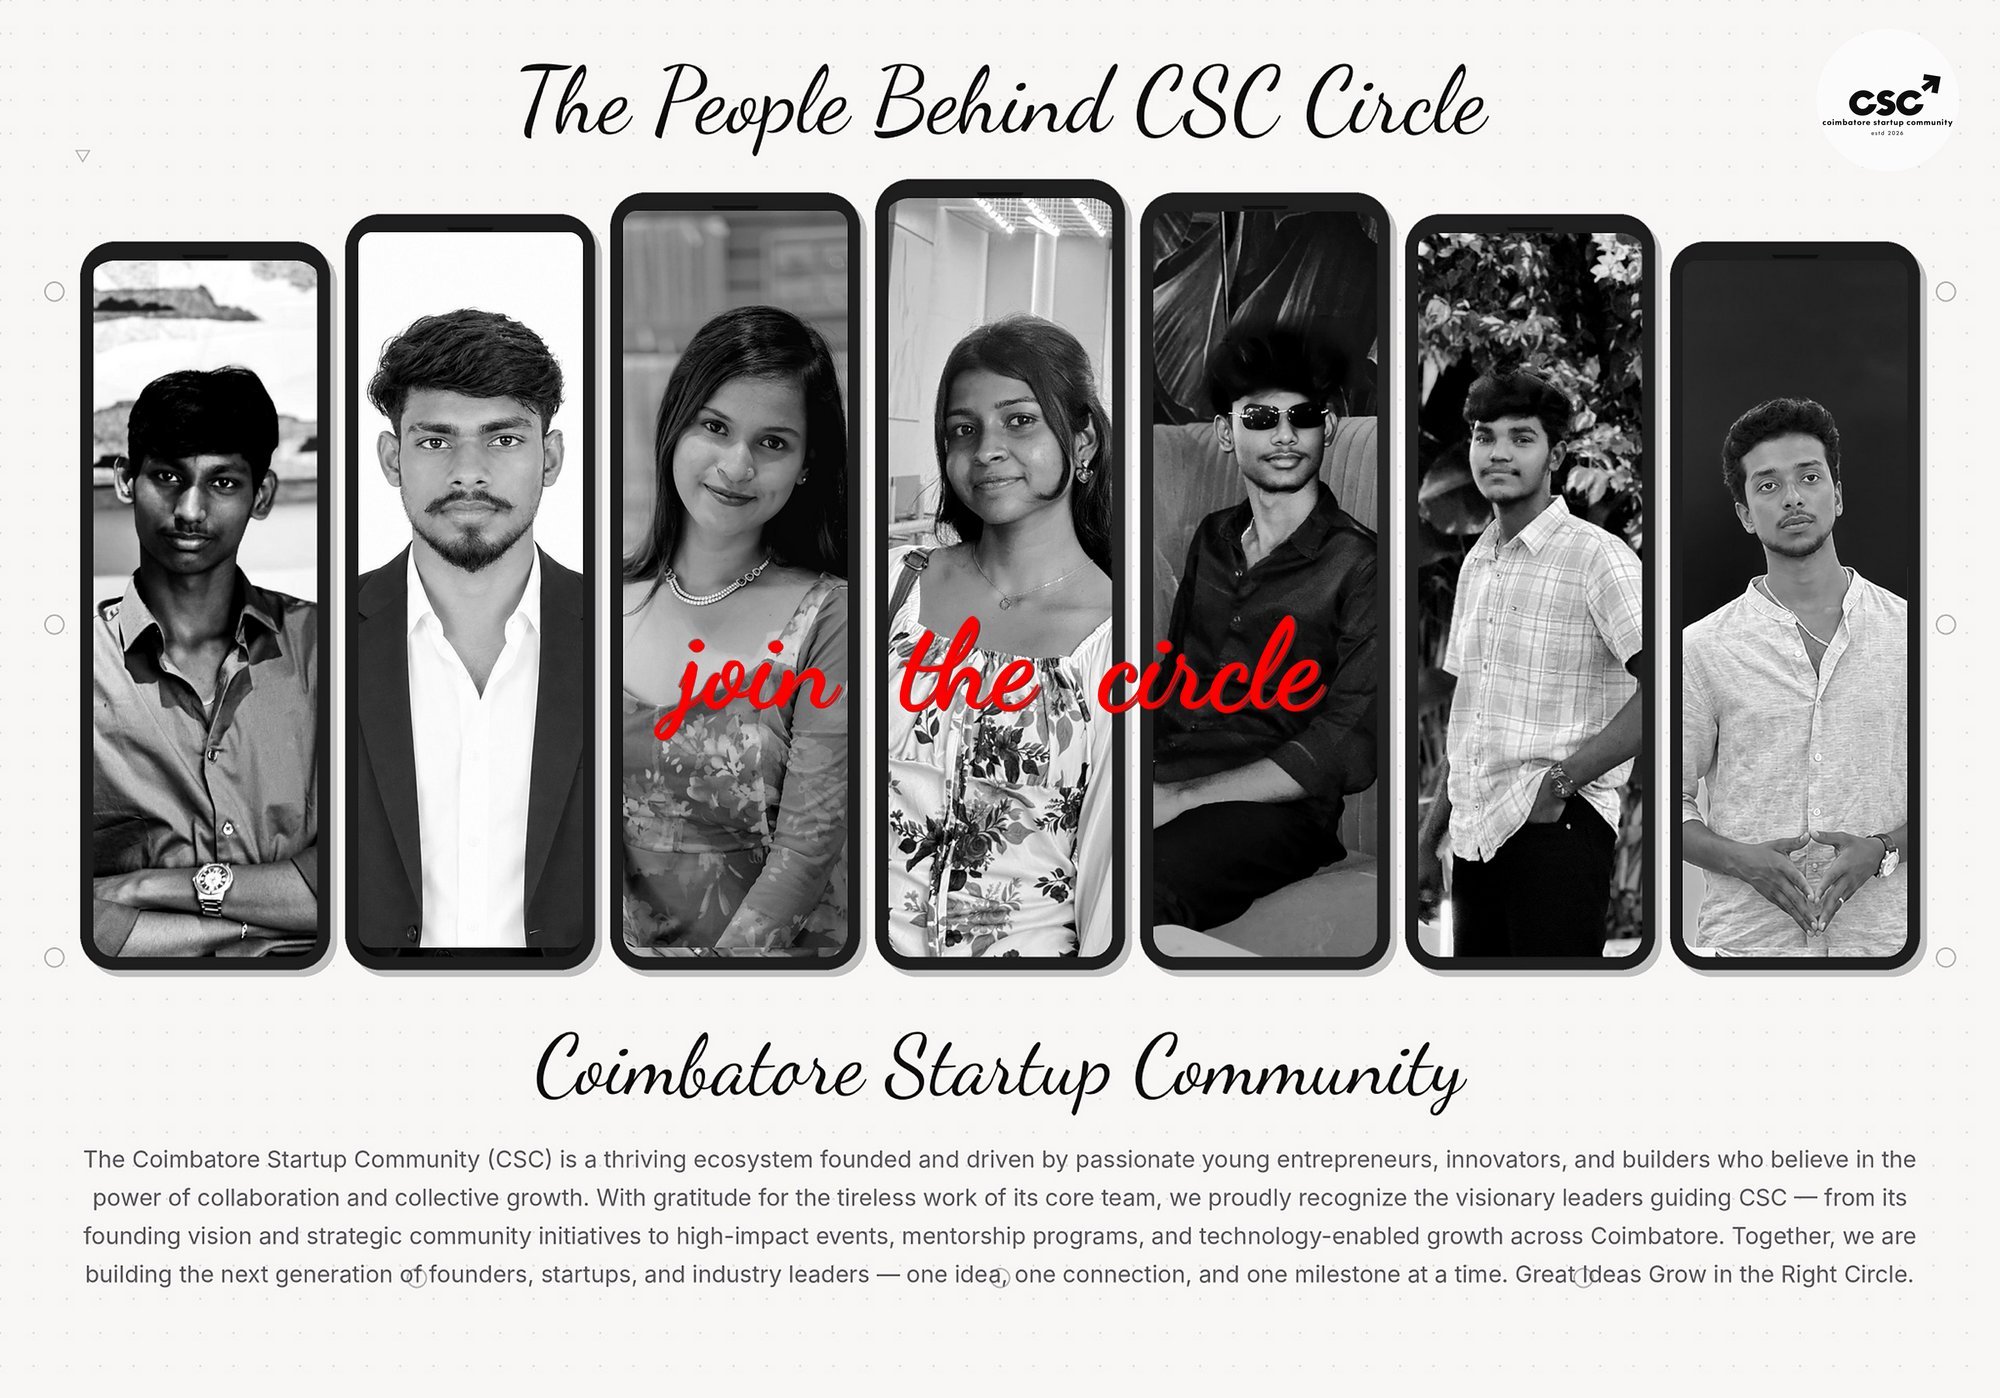 The People Behind CSC Circle
csc
coimbatore startup community
estd 2026
join the circle
Coimbatore Startup Community
The Coimbatore Startup Community (CSC) is a thriving ecosystem founded and driven by passionate young entrepreneurs, innovators, and builders who believe in the
power of collaboration and collective growth. With gratitude for the tireless work of its core team, we proudly recognize the visionary leaders guiding CSC — from its
founding vision and strategic community initiatives to high-impact events, mentorship programs, and technology-enabled growth across Coimbatore. Together, we are
building the next generation of founders, startups, and industry leaders — one idea, one connection, and one milestone at a time. Great Ideas Grow in the Right Circle.